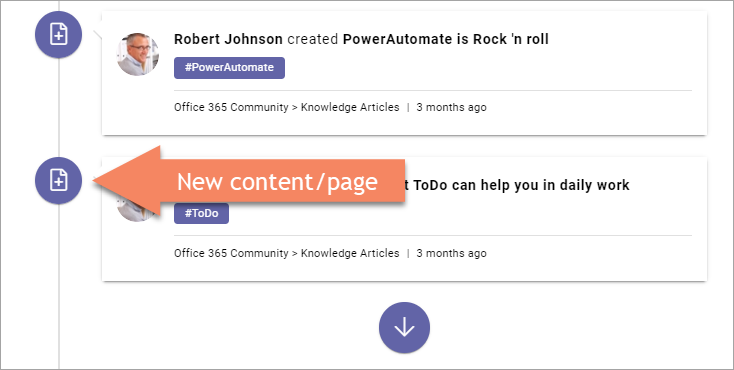 Robert Johnson created PowerAutomate is Rock 'n roll
#PowerAutomate
Office 365 Community > Knowledge Articles | 3 months ago
New content/page
t ToDo can help you in daily work
#ToDo
Office 365 Community > Knowledge Articles | 3 months ago